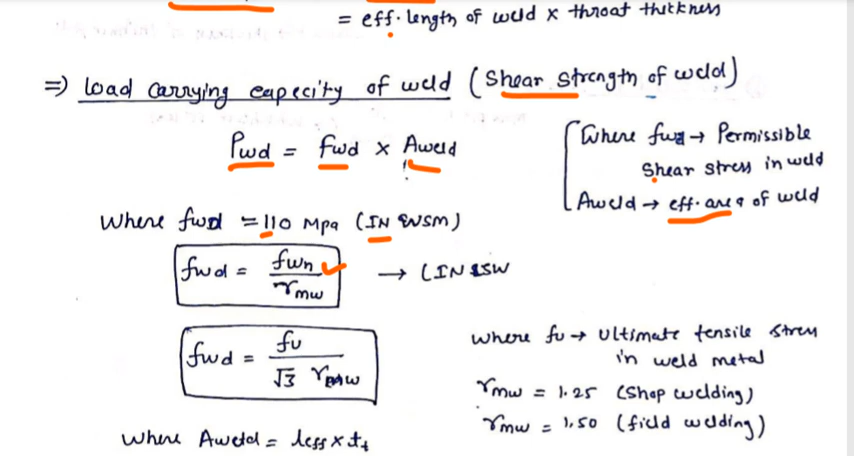 = eff. length of weld x throat thickness
=> load carrying capecity of weld (Shear strength of weld)
Pwd = fwd x Aweld
Where fwd → Permissible
Shear stress in weld
Aweld → eff. area of weld
Where fwd = 110 Mpa (IN WSM)
fwd = fwn / γmw → (IN LSM
fwd = fu / √3 γmw
where fu → Ultimate tensile stress
in weld metal
γmw = 1.25 (Shop welding)
γmw = 1.50 (field welding)
where Aweld = leff x tt